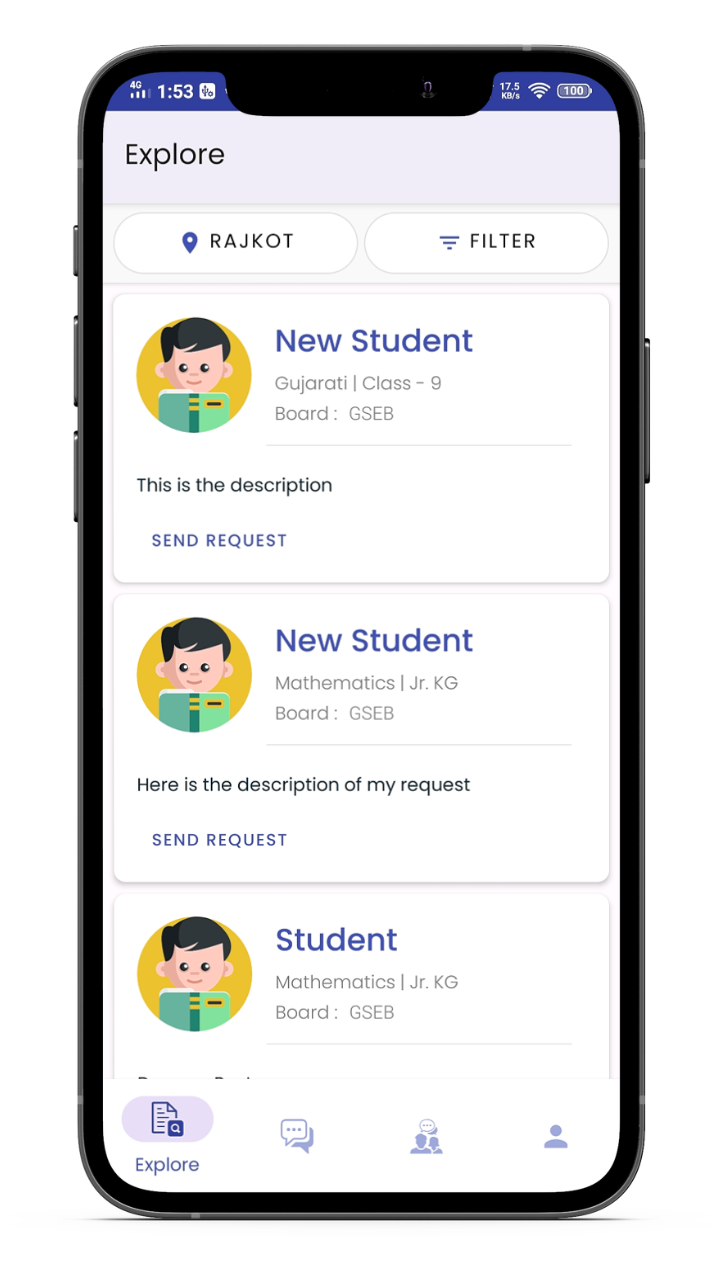 4G 1:53 17.5 KB/s 100
Explore
RAJKOT FILTER
New Student
Gujarati | Class - 9
Board : GSEB
This is the description
SEND REQUEST
New Student
Mathematics | Jr. KG
Board : GSEB
Here is the description of my request
SEND REQUEST
Student
Mathematics | Jr. KG
Board : GSEB
Explore